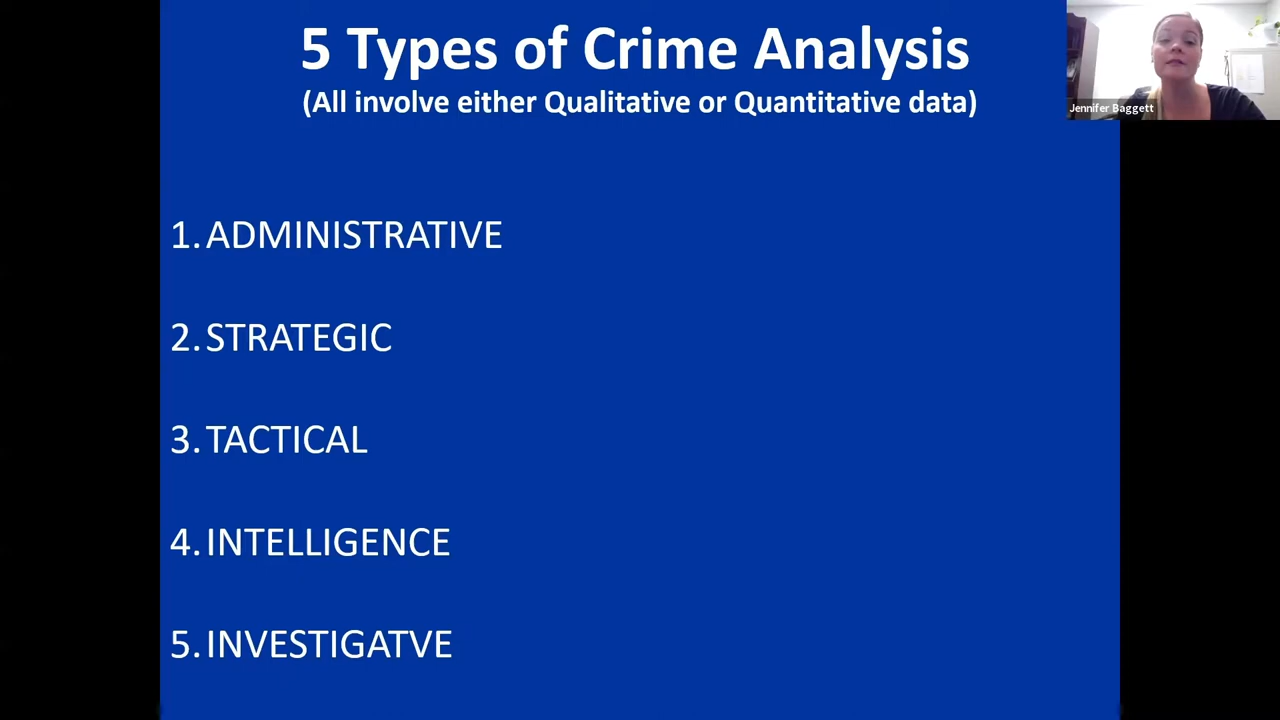 5 Types of Crime Analysis
(All involve either Qualitative or Quantitative data)
Jennifer Baggett
1. ADMINISTRATIVE
2. STRATEGIC
3. TACTICAL
4. INTELLIGENCE
5. INVESTIGATVE